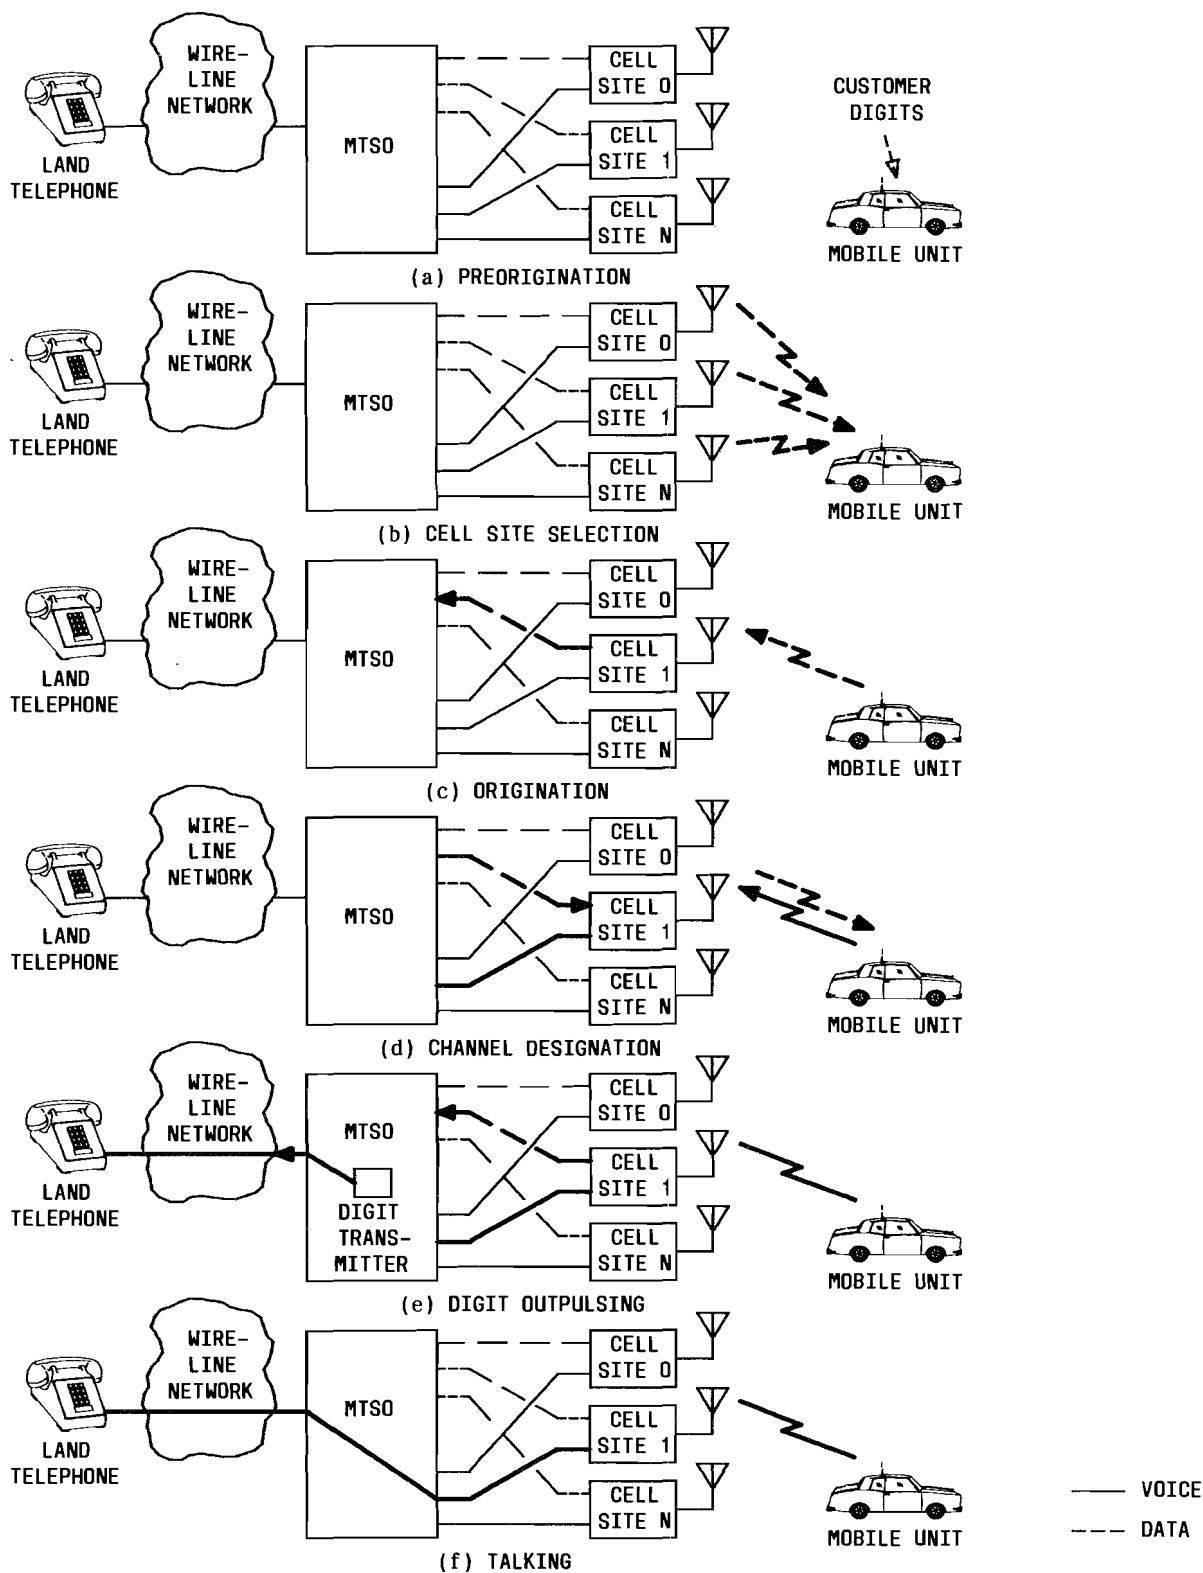 WIRE-
LINE
NETWORK
LAND
TELEPHONE
MTSO
CELL
SITE 0
CELL
SITE 1
CELL
SITE N
CUSTOMER
DIGITS
MOBILE UNIT
(a) PREORIGINATION
WIRE-
LINE
NETWORK
LAND
TELEPHONE
MTSO
CELL
SITE 0
CELL
SITE 1
CELL
SITE N
MOBILE UNIT
(b) CELL SITE SELECTION
WIRE-
LINE
NETWORK
LAND
TELEPHONE
MTSO
CELL
SITE 0
CELL
SITE 1
CELL
SITE N
MOBILE UNIT
(c) ORIGINATION
WIRE-
LINE
NETWORK
LAND
TELEPHONE
MTSO
CELL
SITE 0
CELL
SITE 1
CELL
SITE N
MOBILE UNIT
(d) CHANNEL DESIGNATION
WIRE-
LINE
NETWORK
LAND
TELEPHONE
MTSO
DIGIT
TRANS-
MITTER
CELL
SITE 0
CELL
SITE 1
CELL
SITE N
MOBILE UNIT
(e) DIGIT OUTPULSING
WIRE-
LINE
NETWORK
LAND
TELEPHONE
MTSO
CELL
SITE 0
CELL
SITE 1
CELL
SITE N
MOBILE UNIT
(f) TALKING
VOICE
DATA